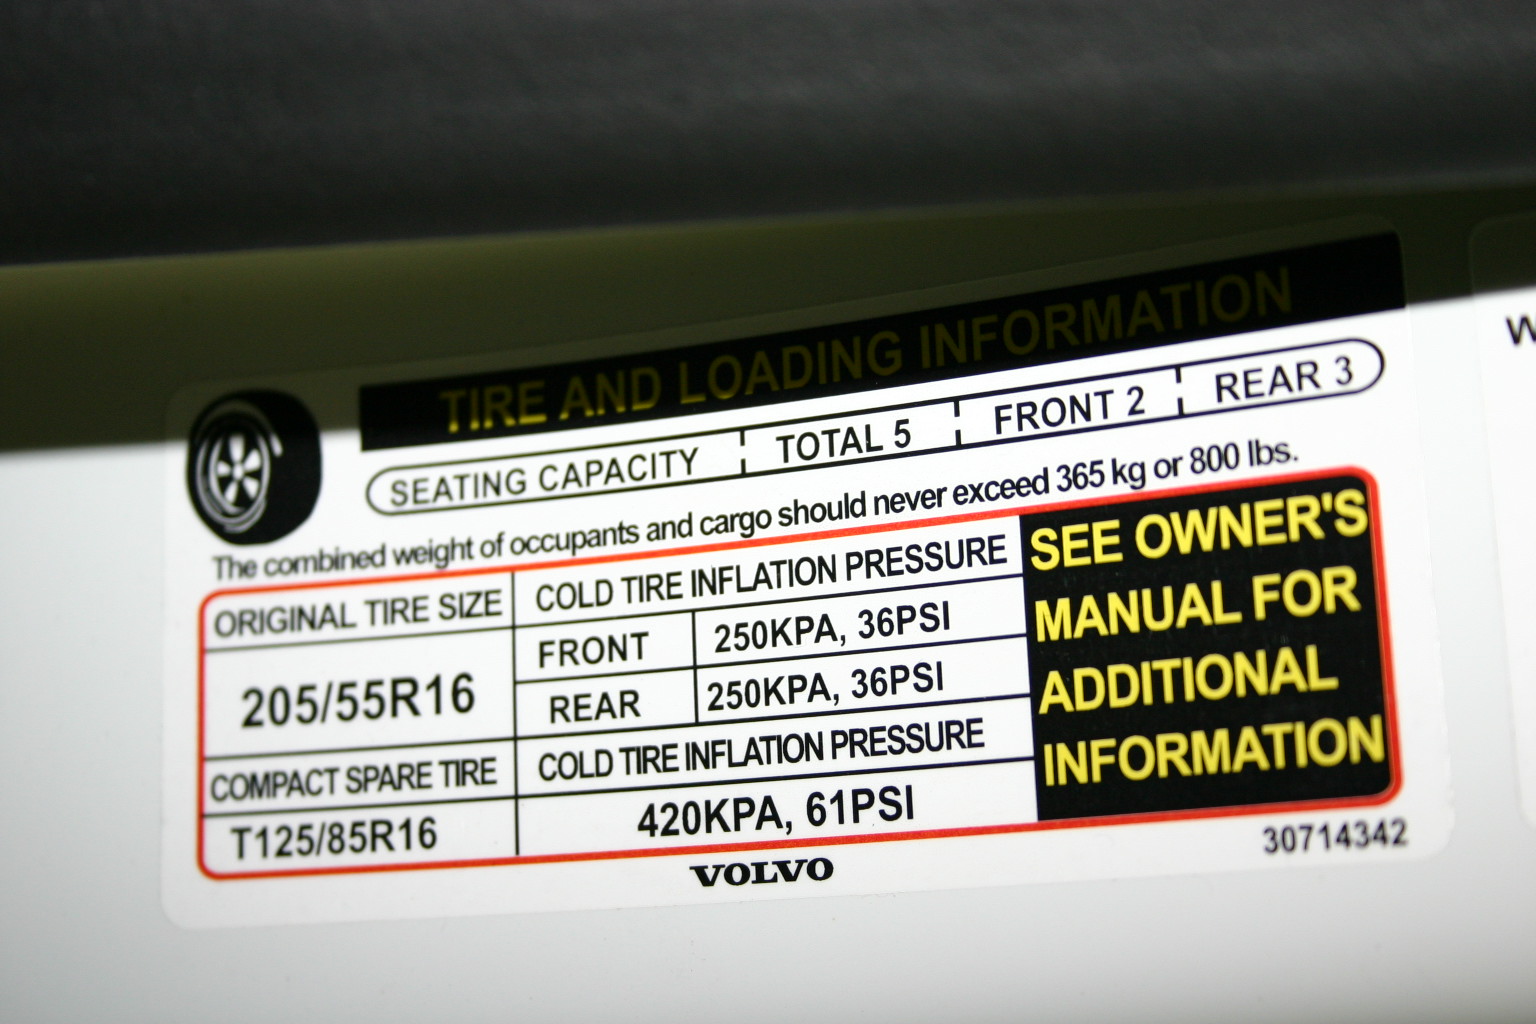 TIRE AND LOADING INFORMATION
SEATING CAPACITY TOTAL 5 FRONT 2 REAR 3
The combined weight of occupants and cargo should never exceed 365 kg or 800 lbs.
ORIGINAL TIRE SIZE COLD TIRE INFLATION PRESSURE
205/55R16
FRONT 250KPA, 36PSI
REAR 250KPA, 36PSI
COMPACT SPARE TIRE COLD TIRE INFLATION PRESSURE
T125/85R16 420KPA, 61PSI
SEE OWNER'S
MANUAL FOR
ADDITIONAL
INFORMATION
VOLVO
30714342